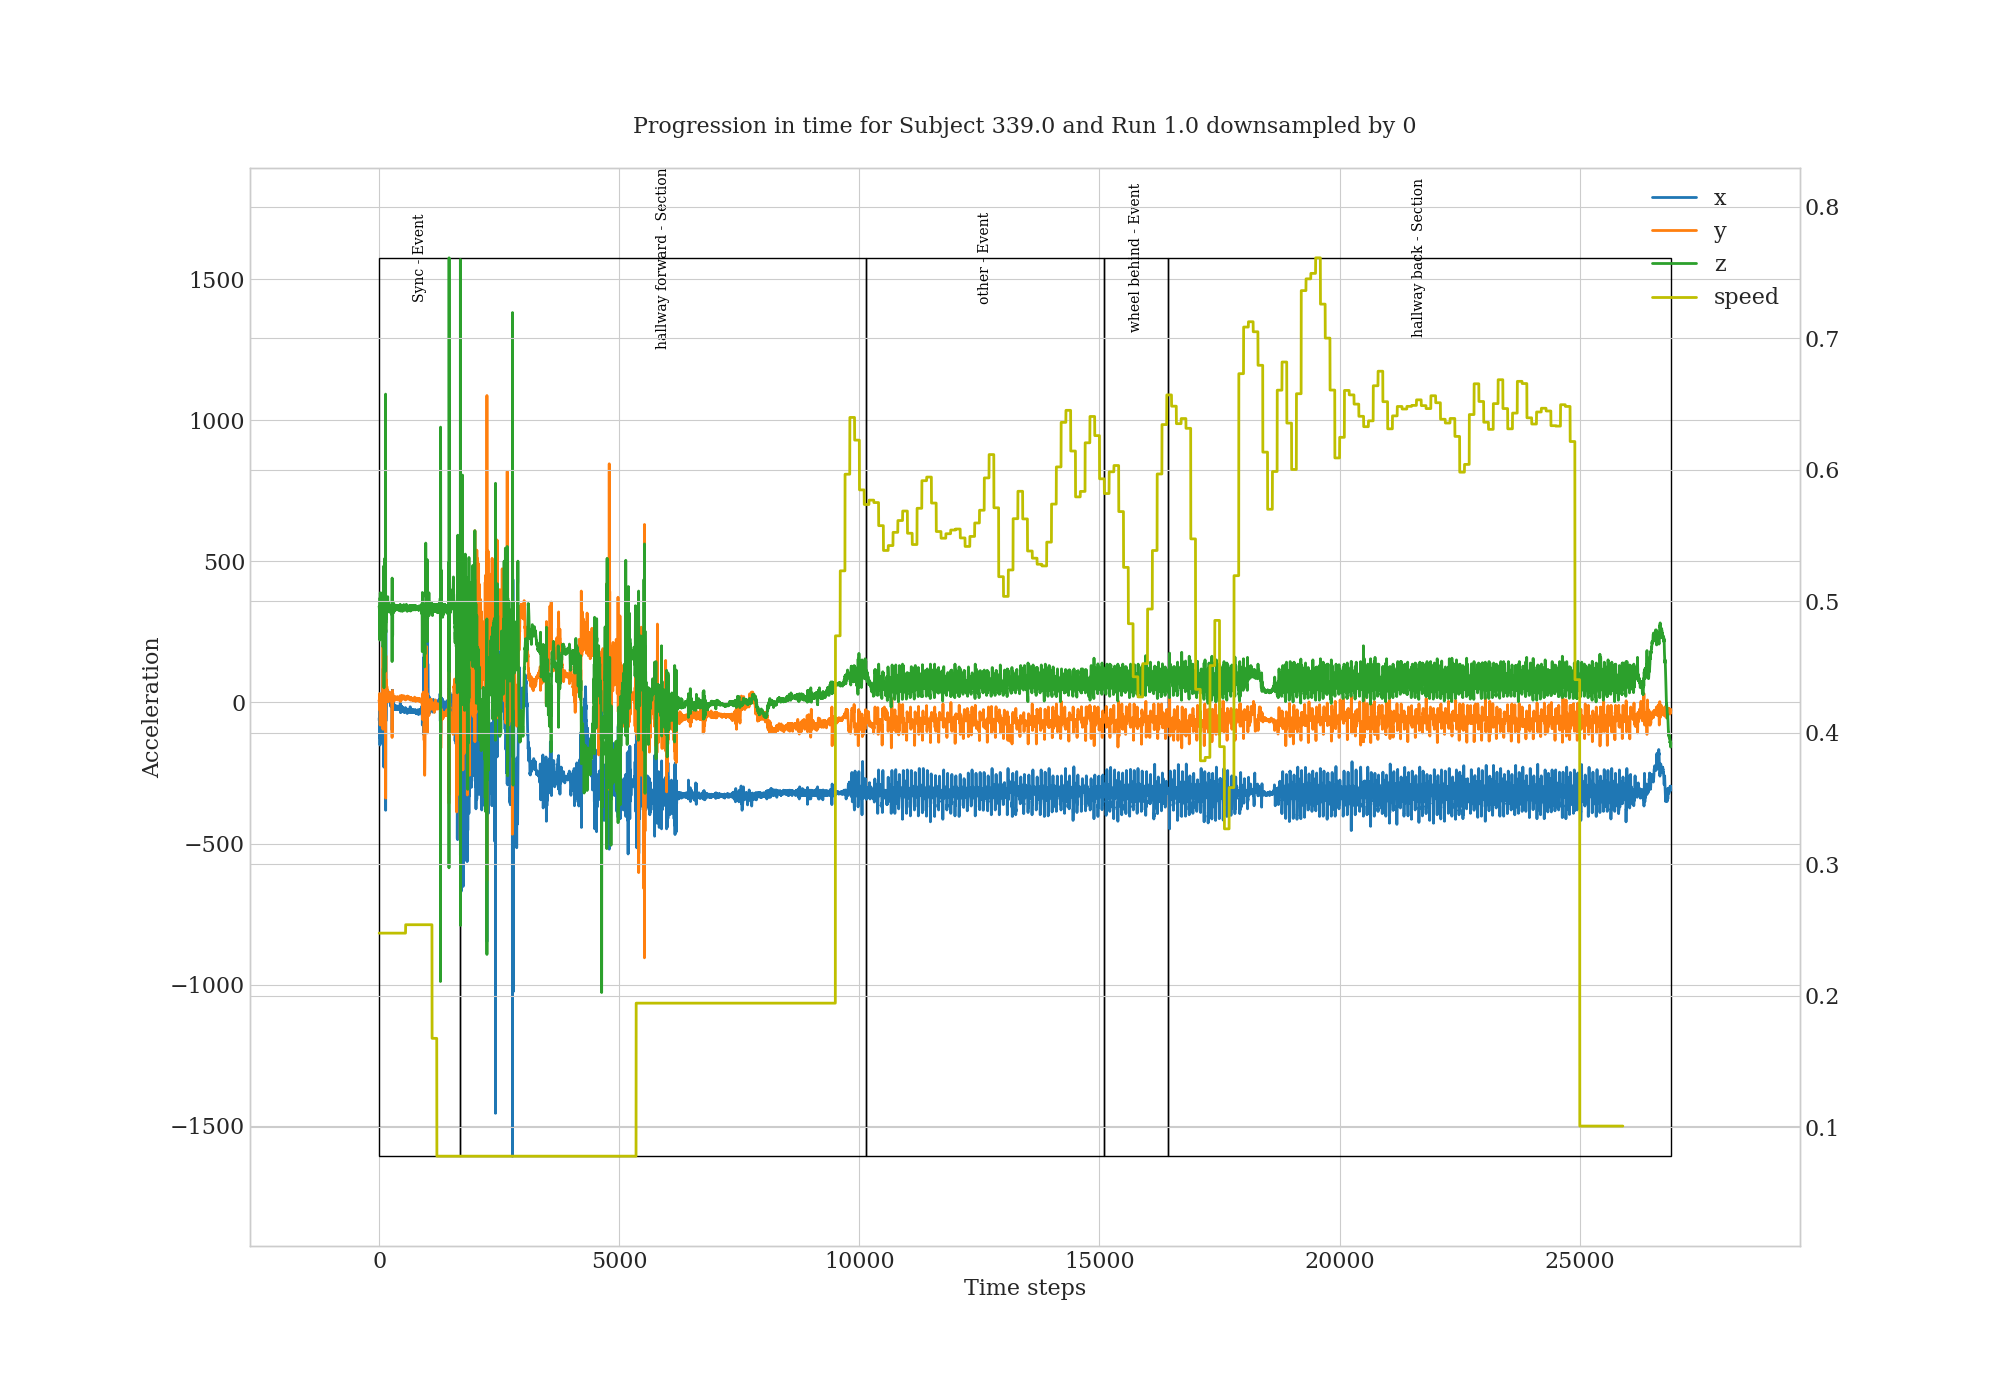 Progression in time for Subject 339.0 and Run 1.0 downsampled by 0
Sync - Event
hallway forward - Section
other - Event
wheel behind - Event
hallway back - Section
x
y
z
speed
1500
1000
500
0
−500
−1000
−1500
Acceleration
0.8
0.7
0.6
0.5
0.4
0.3
0.2
0.1
0
5000
10000
15000
20000
25000
Time steps